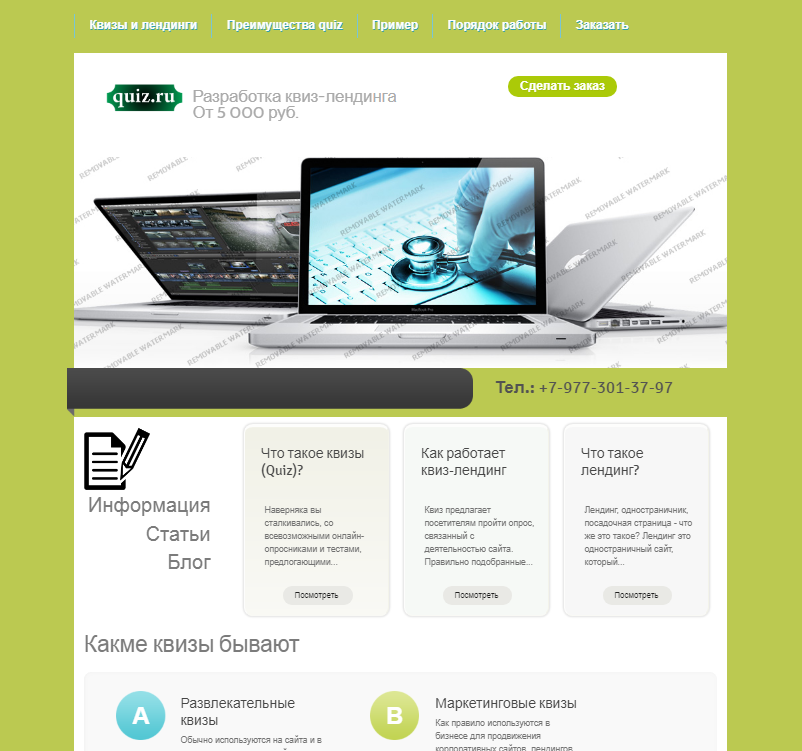 Квизы и лендинги
Преимущества quiz
Пример
Порядок работы
Заказать
quiz.ru
Разработка квиз-лендинга
От 5 000 руб.
Сделать заказ
REMOVABLE WATERMARK
MacBook Pro
Тел.: +7-977-301-37-97
Информация
Статьи
Блог
Что такое квизы
(Quiz)?
Наверняка вы
сталкивались, со
всевозможными онлайн-
опросниками и тестами,
предлогающими...
Посмотреть
Как работает
квиз-лендинг
Квиз предлагает
посетителям пройти опрос,
связанный с
деятельностью сайта.
Правильно подобранные...
Посмотреть
Что такое
лендинг?
Лендинг, одностраничник,
посадочная страница - что
же это такое? Лендинг это
одностраничный сайт,
который...
Посмотреть
Какме квизы бывают
A
Развлекательные
квизы
Обычно используются на сайта и в
B
Маркетинговые квизы
Как правило используются в
бизнесе для продвижения
корпоративных сайтов, лендингов